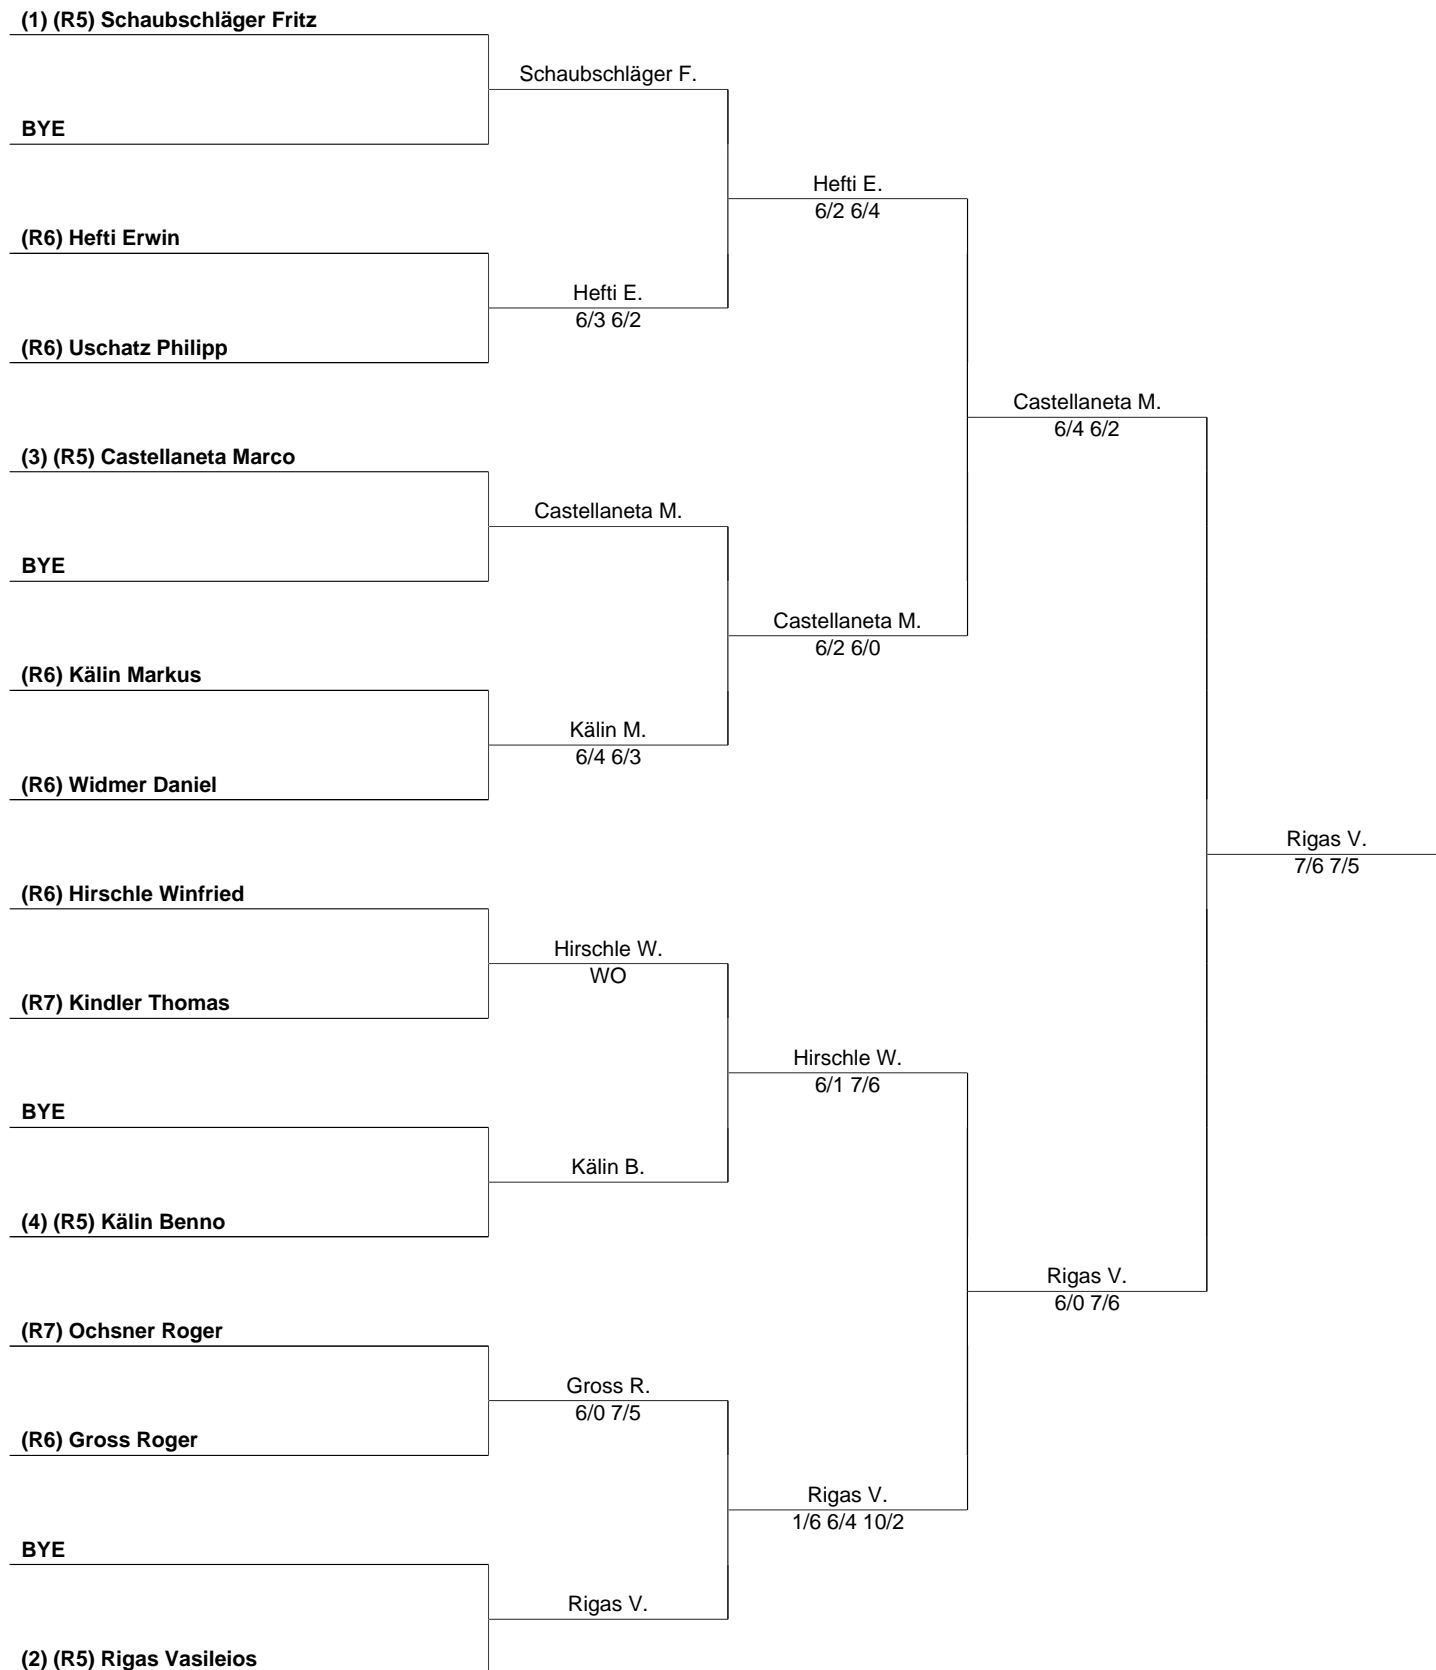 (1) (R5) Schaubschläger Fritz
Schaubschläger F.
BYE
Hefti E.
6/2 6/4
(R6) Hefti Erwin
Hefti E.
6/3 6/2
(R6) Uschatz Philipp
Castellaneta M.
6/4 6/2
(3) (R5) Castellaneta Marco
Castellaneta M.
BYE
Castellaneta M.
6/2 6/0
(R6) Kälin Markus
Kälin M.
6/4 6/3
(R6) Widmer Daniel
Rigas V.
7/6 7/5
(R6) Hirschle Winfried
Hirschle W.
WO
(R7) Kindler Thomas
Hirschle W.
6/1 7/6
BYE
Kälin B.
(4) (R5) Kälin Benno
Rigas V.
6/0 7/6
(R7) Ochsner Roger
Gross R.
6/0 7/5
(R6) Gross Roger
Rigas V.
1/6 6/4 10/2
BYE
Rigas V.
(2) (R5) Rigas Vasileios